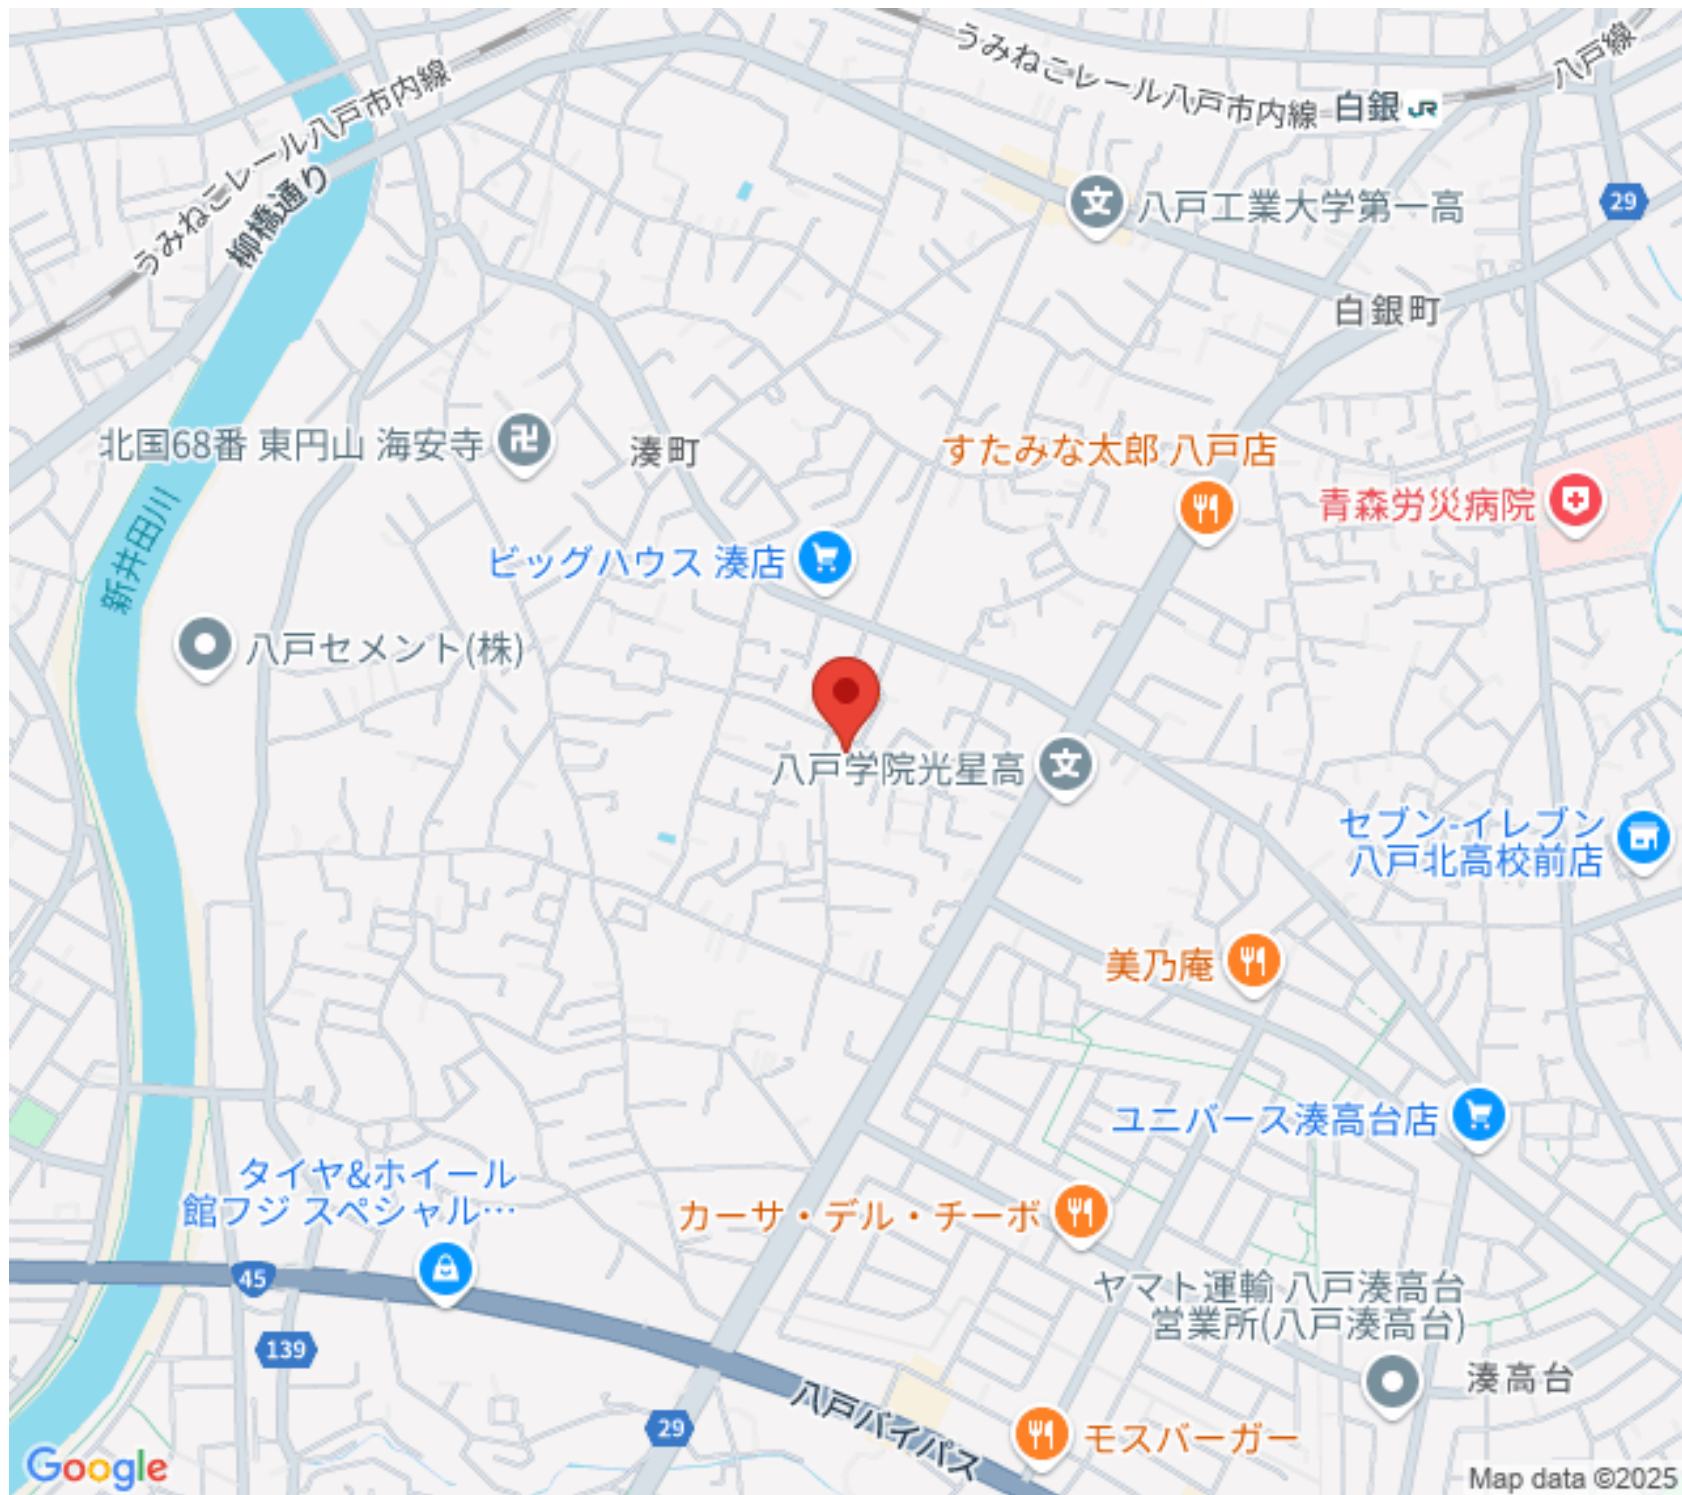 うみねこレール八戸市内線
八戸線
うみねこレール八戸市内線
白銀
JR
柳橋通り
八戸工業大学第一高
29
白銀町
北国68番 東円山 海安寺
湊町
すたみな太郎 八戸店
青森労災病院
ビッグハウス 湊店
新井田川
八戸セメント(株)
八戸学院光星高
セブン-イレブン
八戸北高校前店
美乃庵
ユニバース湊高台店
タイヤ&ホイール
館フジ スペシャル…
カーサ・デル・チーボ
45
ヤマト運輸 八戸湊高台
営業所(八戸湊高台)
139
湊高台
八戸バイパス
29
モスバーガー
Google
Map data ©2025